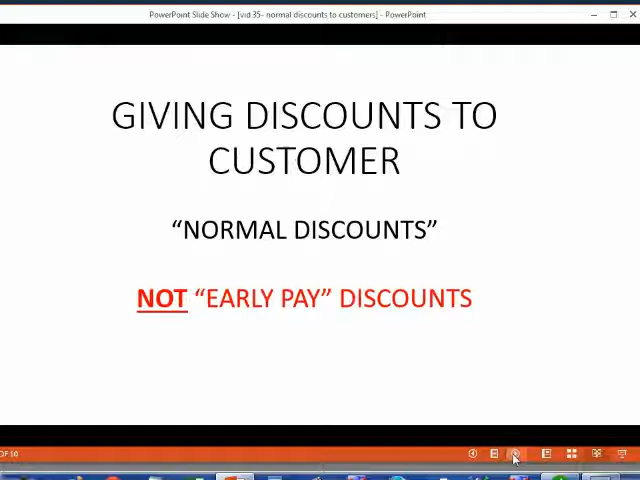 PowerPoint Slide Show - [vid 35- normal discounts to customers] - PowerPoint
GIVING DISCOUNTS TO
CUSTOMER
“NORMAL DISCOUNTS”
NOT “EARLY PAY” DISCOUNTS
OF 10